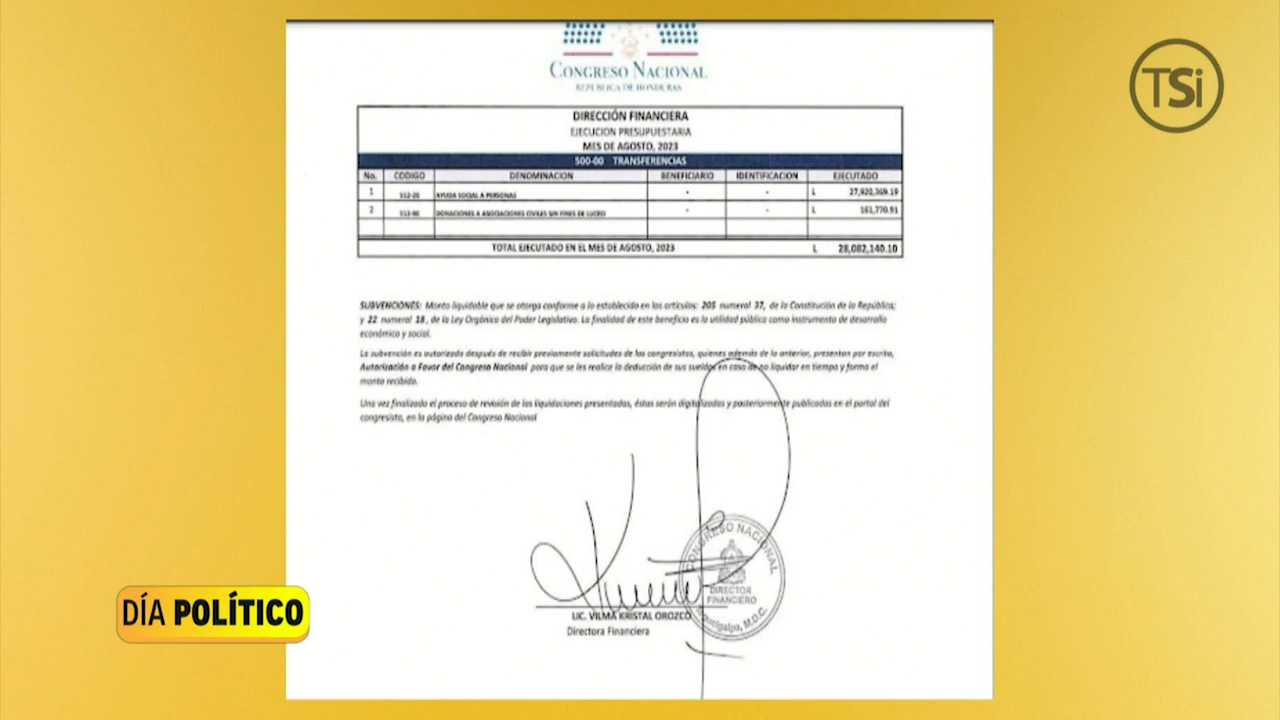 TSi
CONGRESO NACIONAL
REPUBLICA DE HONDURAS
DIRECCIÓN FINANCIERA
EJECUCION PRESUPUESTARIA
MES DE AGOSTO, 2023
500-00 TRANSFERENCIAS
No. CODIGO DENOMINACION BENEFICIARIO IDENTIFICACION EJECUTADO
1 512-20 AYUDA SOCIAL A PERSONAS - - L 27,920,369.19
2 DONACIONES A ASOCIACIONES CIVILES SIN FINES DE LUCRO - - L 161,770.91
TOTAL EJECUTADO EN EL MES DE AGOSTO, 2023 L 28,082,140.10
SUBVENCIONES: Monto liquidable que se otorga conforme a lo establecido en los artículos: 205 numeral 37, de la Constitución de la República;
y 22 numeral 18, de la Ley Orgánica del Poder Legislativo. La finalidad de este beneficio es la utilidad pública como instrumento de desarrollo
económico y social.
La subvención es autorizada después de recibir previamente solicitudes de los congresistas, quienes además de lo anterior, presentan por escrito,
Autorización a Favor del Congreso Nacional para que se les realice la deducción de sus sueldos en caso de no liquidar en tiempo y forma el
monto recibido.
Una vez finalizado el proceso de revisión de las liquidaciones presentadas, éstas serán digitalizadas y posteriormente publicadas en el portal del
congresista, en la página del Congreso Nacional
CONGRESO NACIONAL
DIRECTOR
FINANCIERO
Tegucigalpa, M.D.C.
LIC. VILMA KRISTAL OROZCO
Directora Financiera
DÍA POLÍTICO